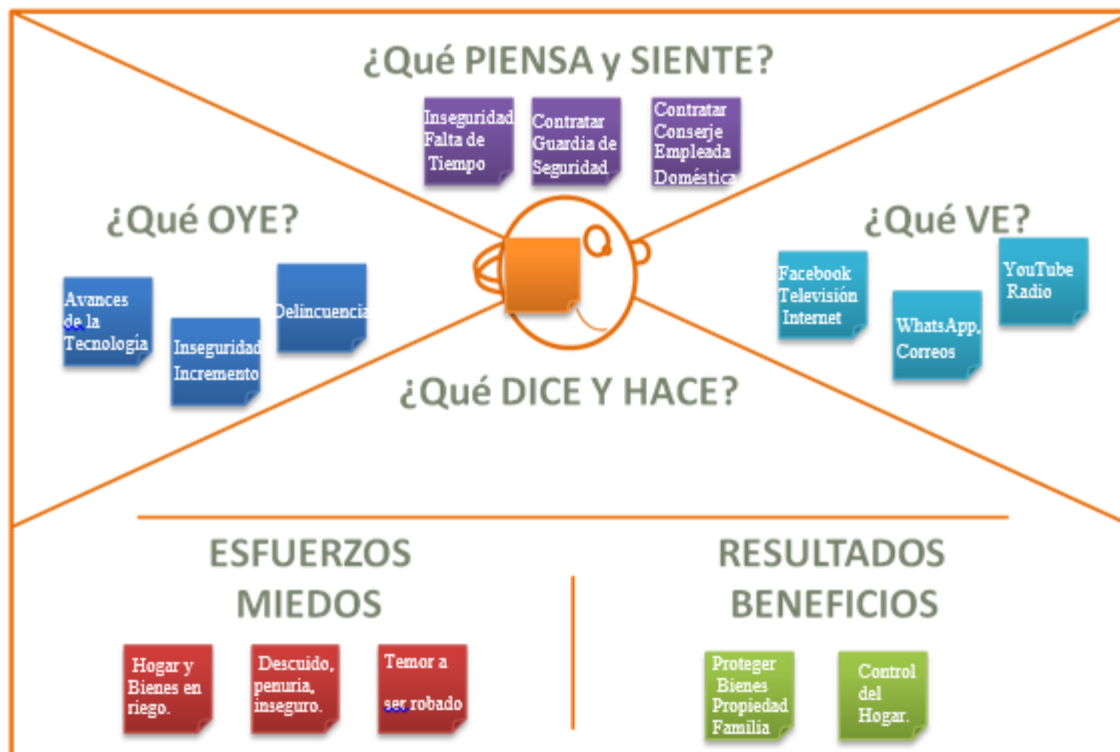 ¿Qué PIENSA y SIENTE?
Inseguridad
Falta de
Tiempo
Contratar
Guardia de
Seguridad
Contratar
Conserje
Empleada
Doméstica
¿Qué OYE?
Avances
de la
Tecnología
Inseguridad
Incremento
Delincuencia
¿Qué VE?
Facebook
Televisión
Internet
WhatsApp,
Correos
YouTube
Radio
¿Qué DICE Y HACE?
ESFUERZOS
MIEDOS
Hogar y
Bienes en
riego.
Descuido,
penuria,
inseguro.
Temor a
ser robado
RESULTADOS
BENEFICIOS
Proteger
Bienes
Propiedad
Familia
Control
del
Hogar.